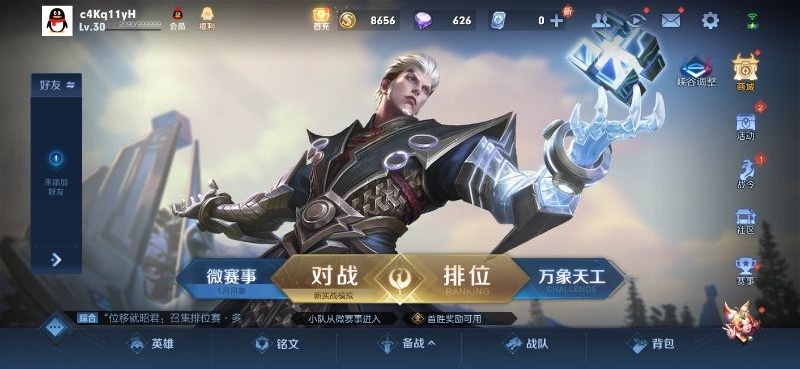 c4Kq11yH
Lv.30
会员
福利
首充
8656
626
0
新
好友
未添加
好友
峡谷调整
商城
2
活动
1
战令
社区
赛事
微赛事
对战
新实战模拟
排位
RANKING
万象天工
CHALLENGE
综合 “位移就昭君；召集排位赛·多
小队从微赛事进入
首胜奖励可用
英雄
铭文
备战
战队
背包